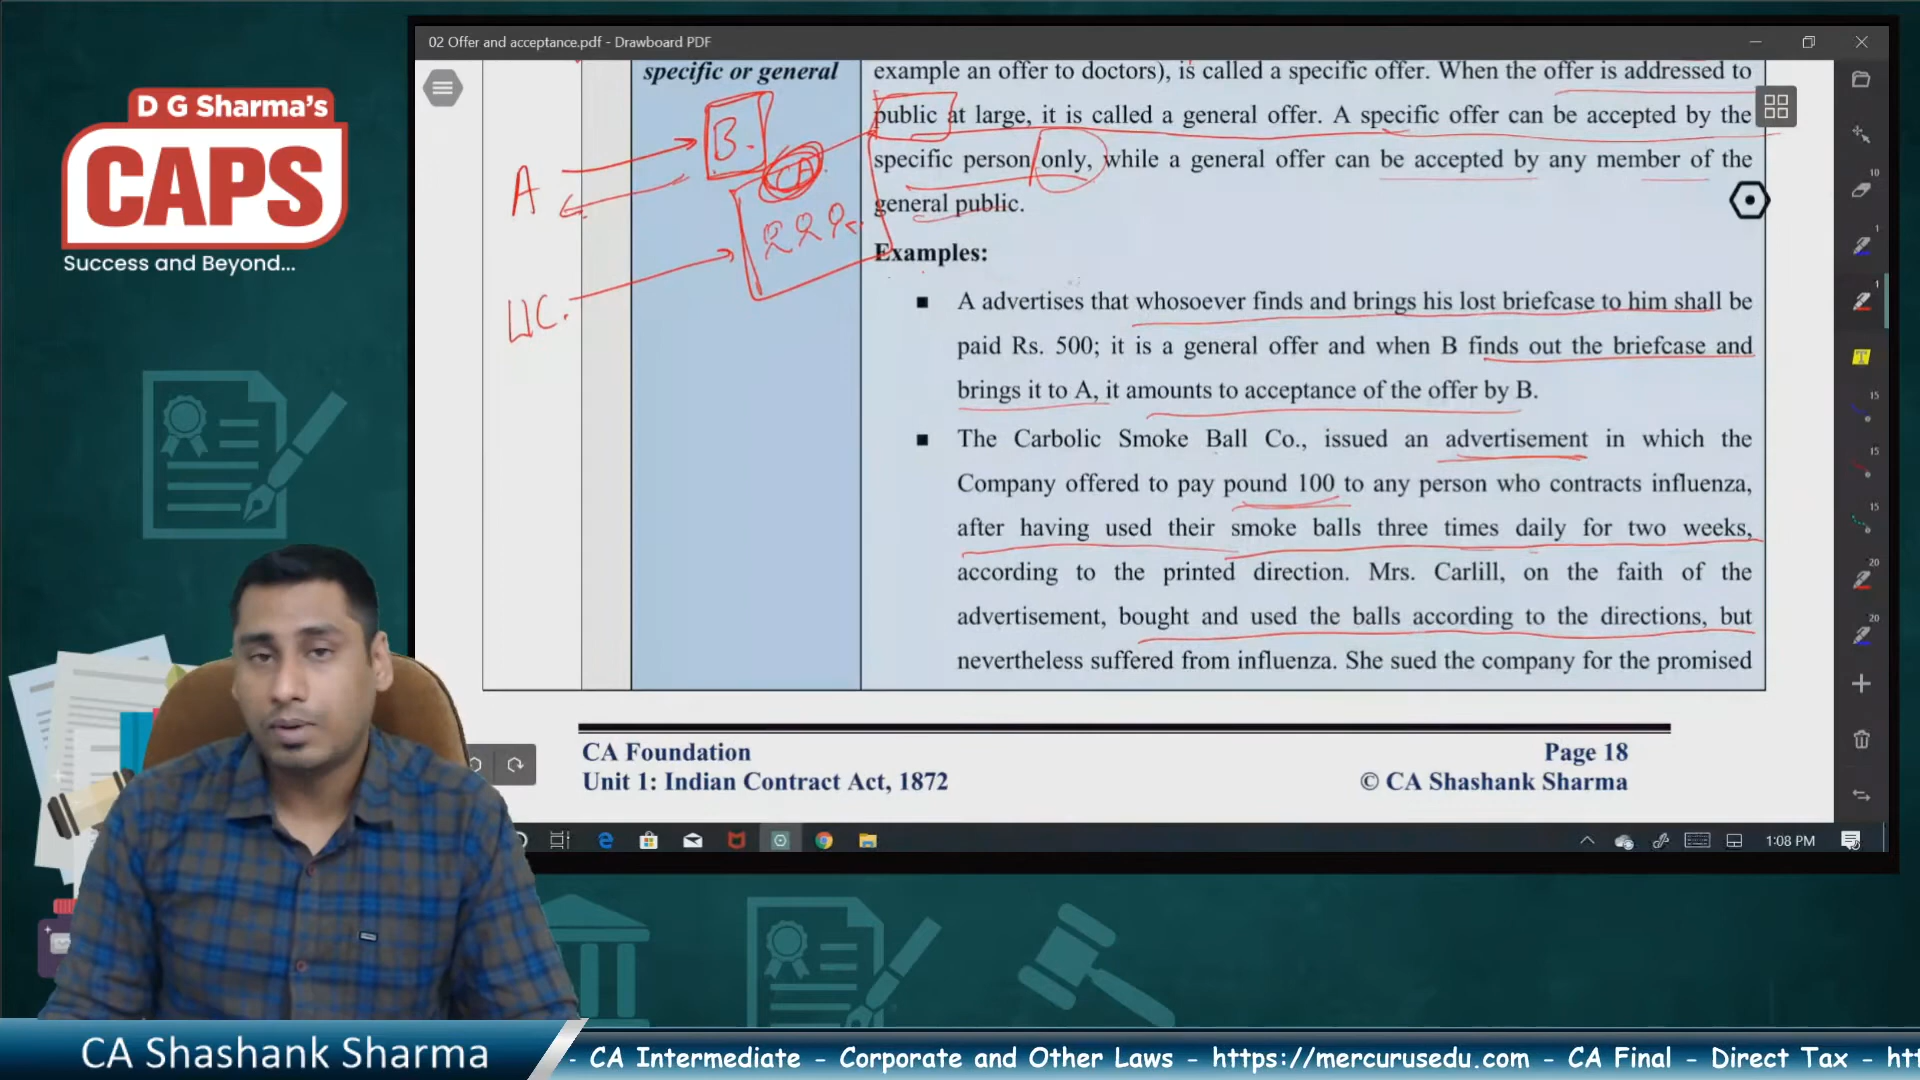 02 Offer and acceptance.pdf - Drawboard PDF
D G Sharma's
CAPS
Success and Beyond...
specific or general
example an offer to doctors), is called a specific offer. When the offer is addressed to
public at large, it is called a general offer. A specific offer can be accepted by the
specific person only, while a general offer can be accepted by any member of the
general public.
A
B.
CA
LIC.
Examples:
■ A advertises that whosoever finds and brings his lost briefcase to him shall be
paid Rs. 500; it is a general offer and when B finds out the briefcase and
brings it to A, it amounts to acceptance of the offer by B.
■ The Carbolic Smoke Ball Co., issued an advertisement in which the
Company offered to pay pound 100 to any person who contracts influenza,
after having used their smoke balls three times daily for two weeks,
according to the printed direction. Mrs. Carlill, on the faith of the
advertisement, bought and used the balls according to the directions, but
nevertheless suffered from influenza. She sued the company for the promised
CA Foundation
Page 18
Unit 1: Indian Contract Act, 1872
© CA Shashank Sharma
10
1
1
T
15
15
15
20
20
1:08 PM
CA Shashank Sharma
- CA Intermediate - Corporate and Other Laws - https://mercurusedu.com - CA Final - Direct Tax - htt